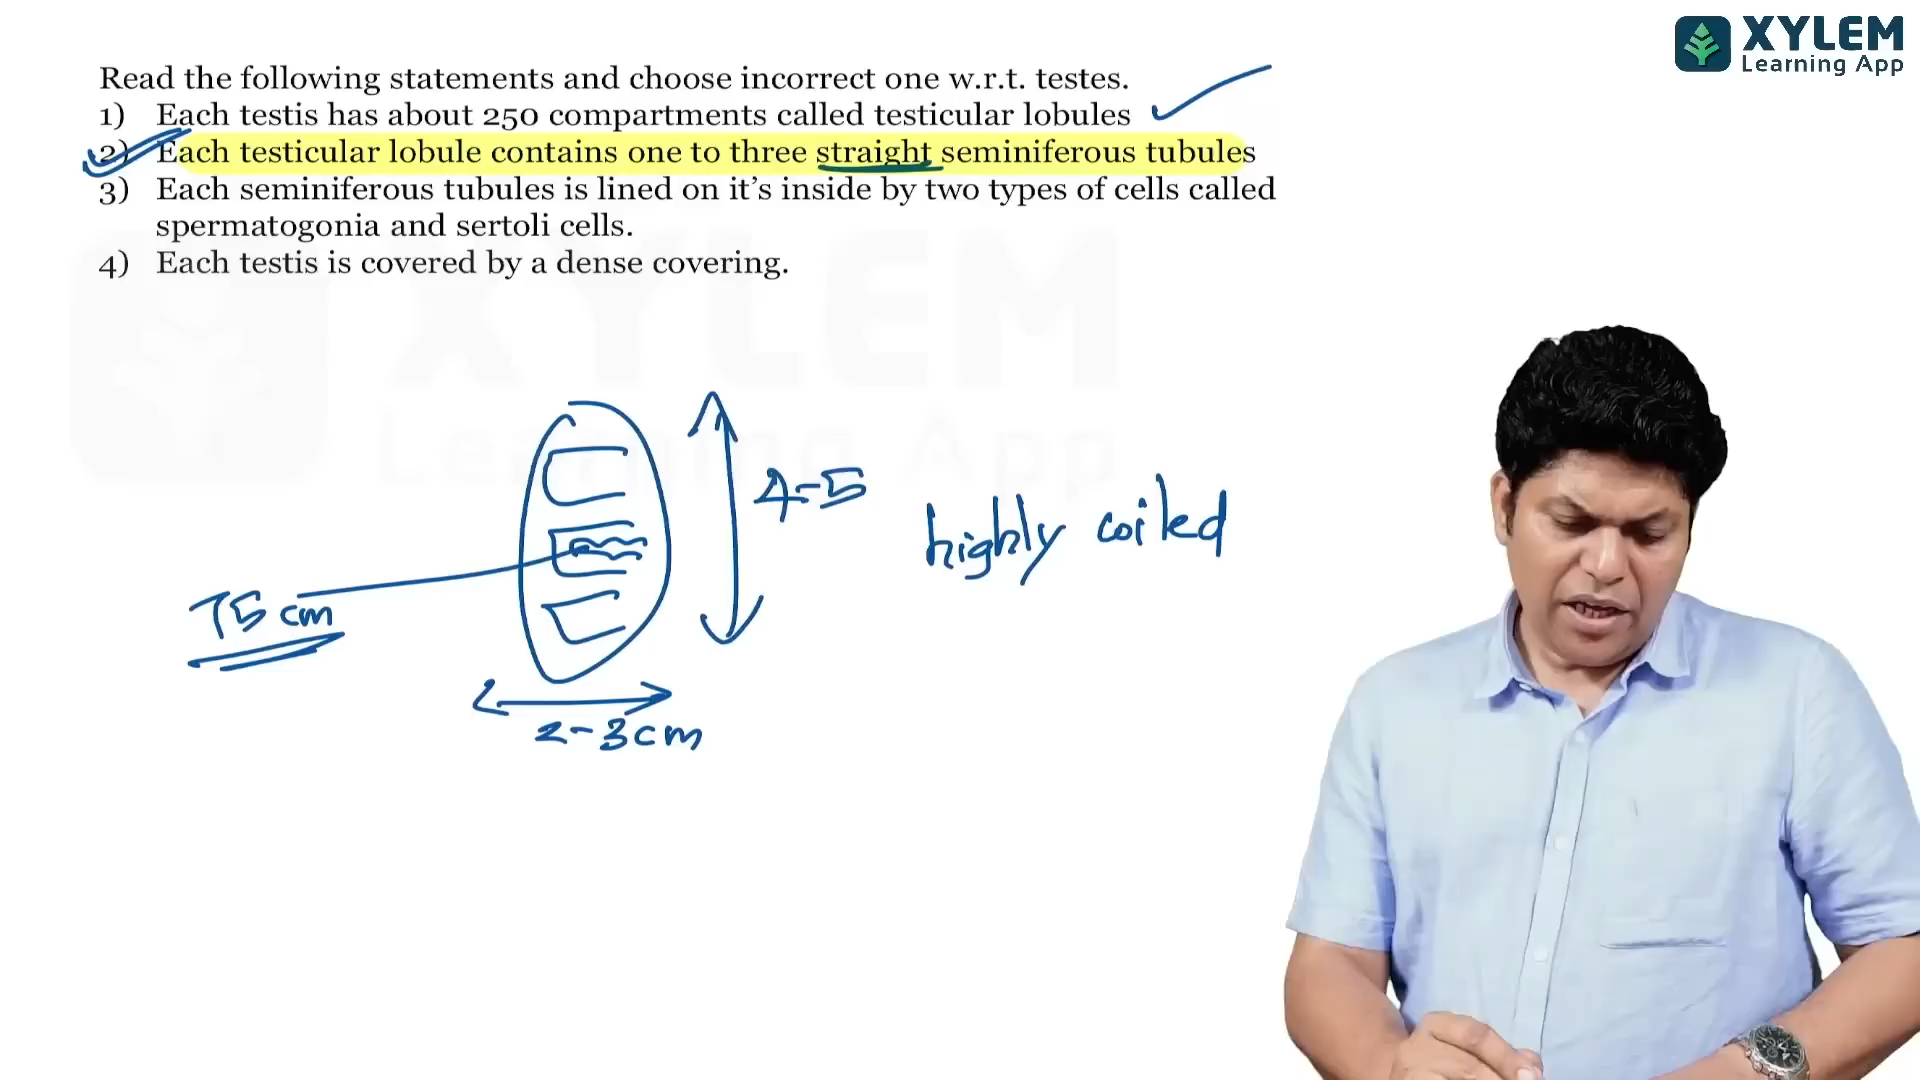 XYLEM
Learning App
Read the following statements and choose incorrect one w.r.t. testes.
1) Each testis has about 250 compartments called testicular lobules
2) Each testicular lobule contains one to three straight seminiferous tubules
3) Each seminiferous tubules is lined on it's inside by two types of cells called
spermatogonia and sertoli cells.
4) Each testis is covered by a dense covering.
XYLEM
Learning App
4-5
highly coiled
75 cm
2-3cm